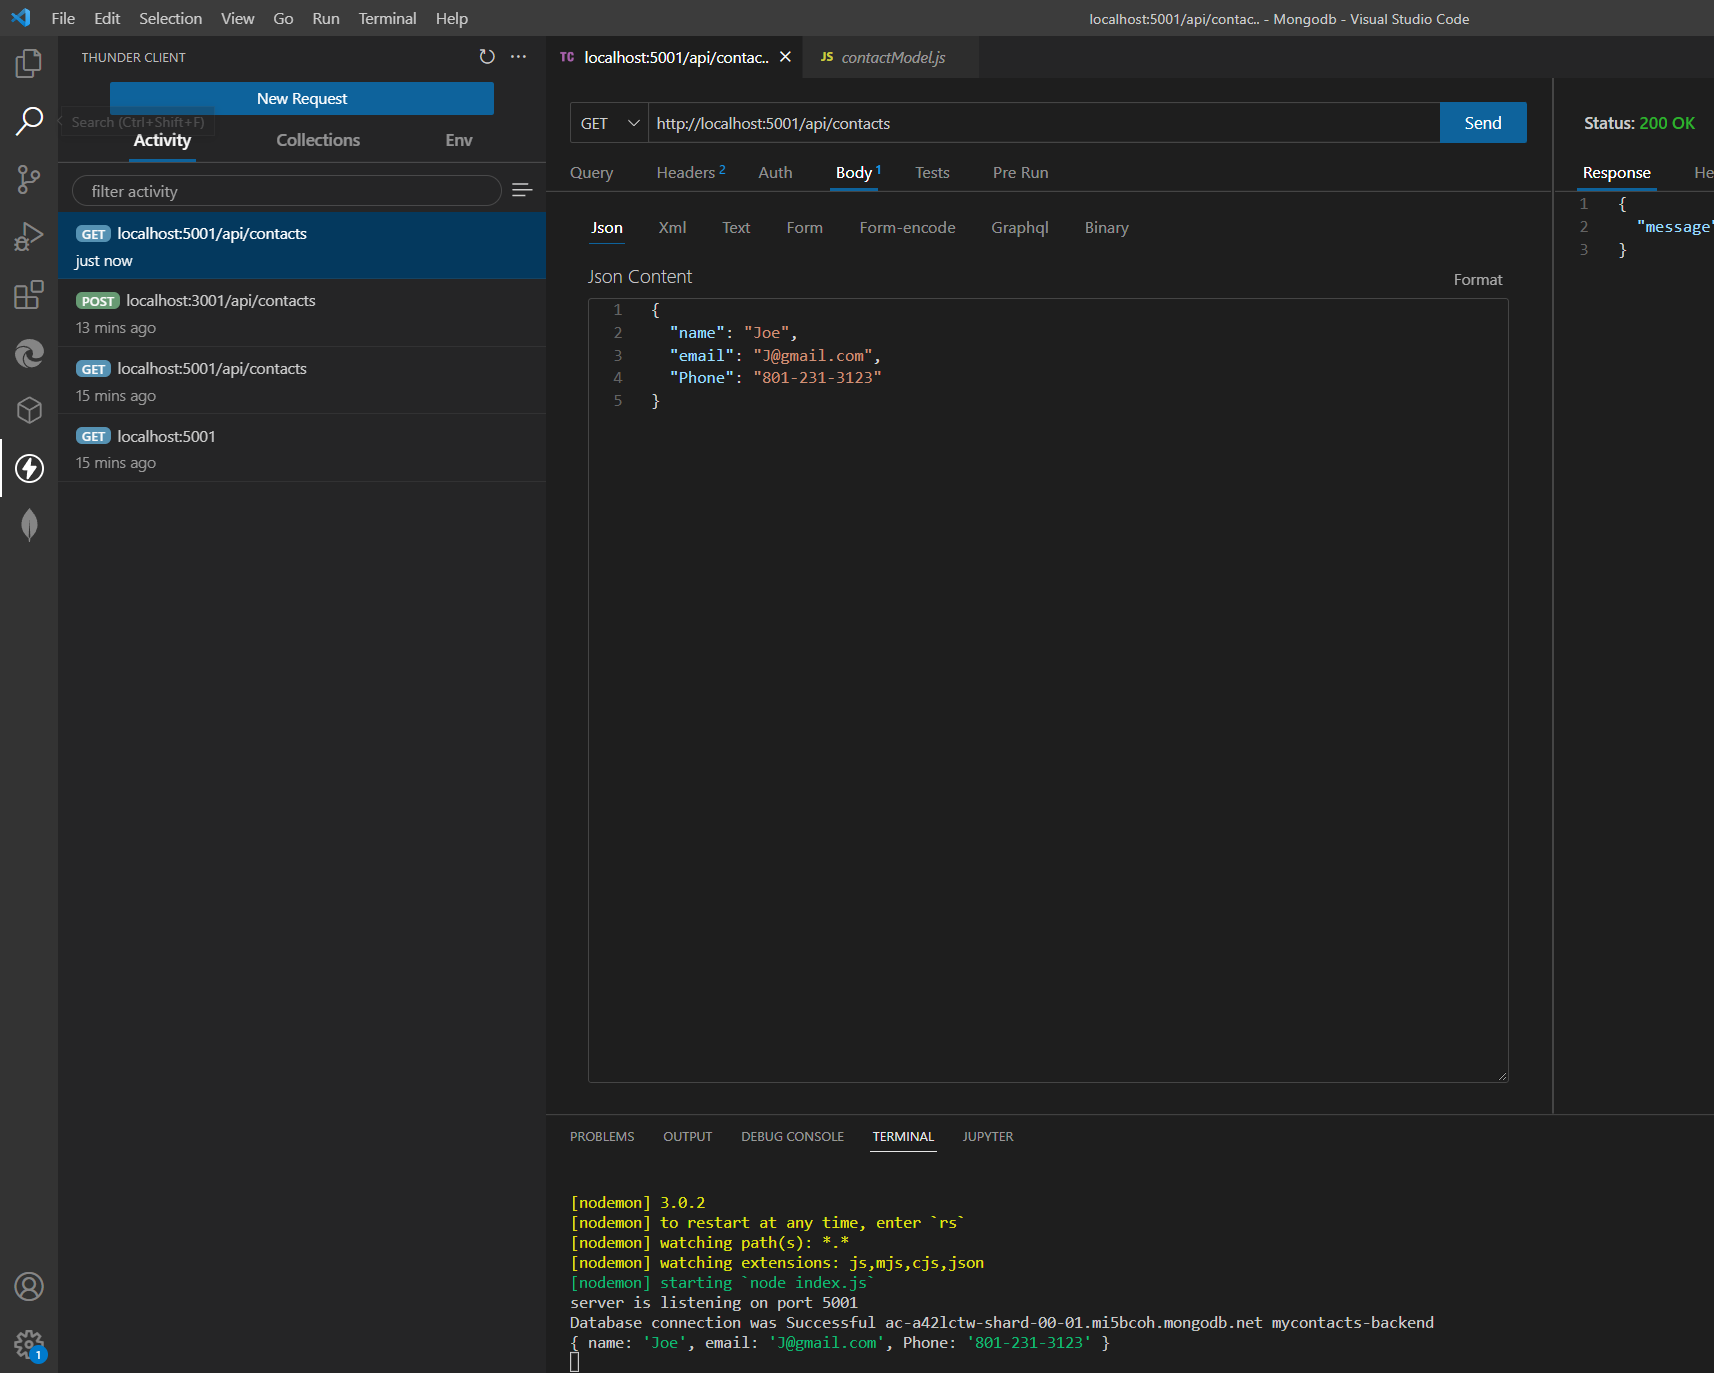 File Edit Selection View Go Run Terminal Help
localhost:5001/api/contac.. - Mongodb - Visual Studio Code
THUNDER CLIENT
New Request
Search (Ctrl+Shift+F)
Activity Collections Env
filter activity
GET localhost:5001/api/contacts
just now
POST localhost:3001/api/contacts
13 mins ago
GET localhost:5001/api/contacts
15 mins ago
GET localhost:5001
15 mins ago
TC localhost:5001/api/contac..
JS contactModel.js
GET http://localhost:5001/api/contacts Send
Query Headers 2 Auth Body 1 Tests Pre Run
Json Xml Text Form Form-encode Graphql Binary
Json Content
Format
1 {
2 "name": "Joe",
3 "email": "J@gmail.com",
4 "Phone": "801-231-3123"
5 }
Status: 200 OK
Response He
1 {
2 "message"
3 }
PROBLEMS OUTPUT DEBUG CONSOLE TERMINAL JUPYTER
[nodemon] 3.0.2
[nodemon] to restart at any time, enter `rs`
[nodemon] watching path(s): *.*
[nodemon] watching extensions: js,mjs,cjs,json
[nodemon] starting `node index.js`
server is listening on port 5001
Database connection was Successful ac-a42lctw-shard-00-01.mi5bcoh.mongodb.net mycontacts-backend
{ name: 'Joe', email: 'J@gmail.com', Phone: '801-231-3123' }
1